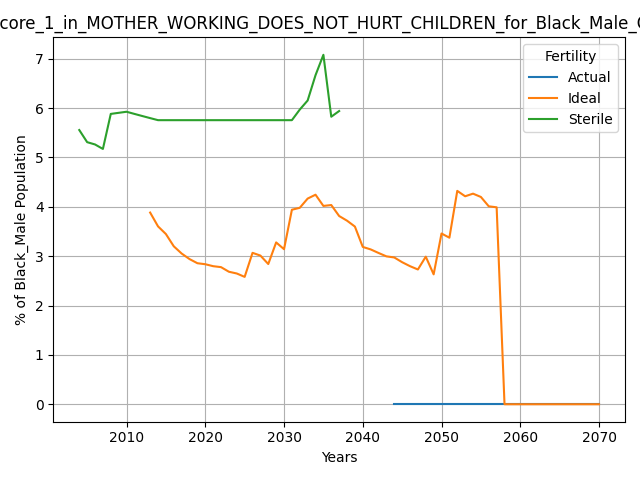 core_1_in_MOTHER_WORKING_DOES_NOT_HURT_CHILDREN_for_Black_Male_
Fertility
Actual
Ideal
Sterile
% of Black_Male Population
7
6
5
4
3
2
1
0
2010 2020 2030 2040 2050 2060 2070
Years